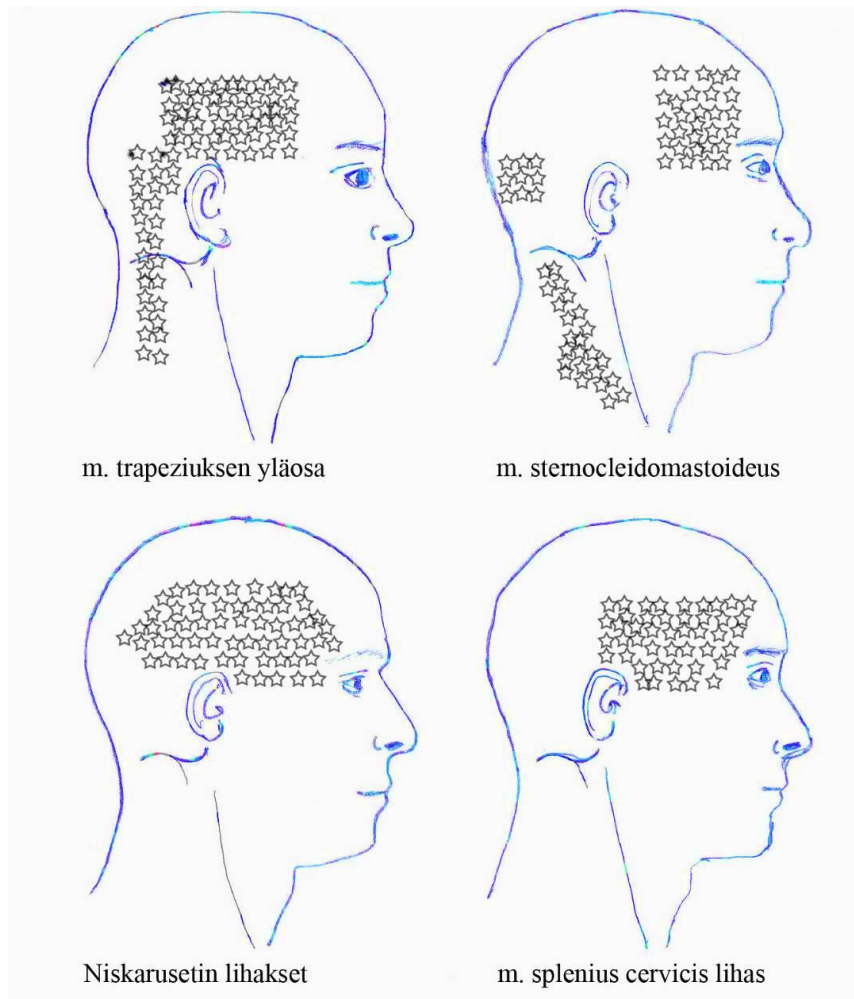 m. trapeziuksen yläosa
m. sternocleidomastoideus
Niskarusetin lihakset
m. splenius cervicis lihas